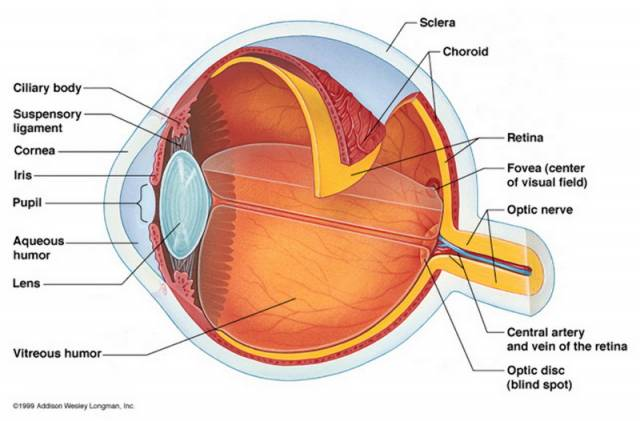 Sclera
Choroid
Ciliary body
Suspensory
ligament
Cornea
Iris
Pupil
Aqueous
humor
Lens
Vitreous humor
Retina
Fovea (center
of visual field)
Optic nerve
Central artery
and vein of the retina
Optic disc
(blind spot)
©1999 Addison Wesley Longman, Inc.